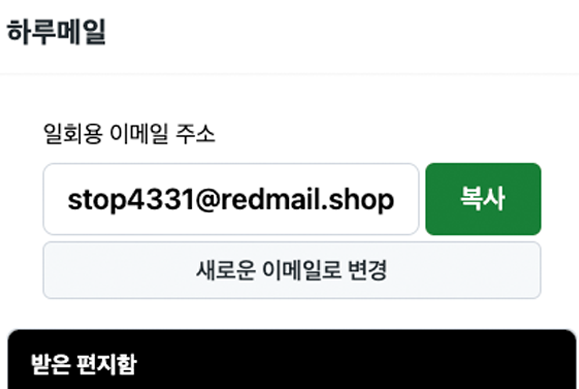 하루메일
일회용 이메일 주소
stop4331@redmail.shop 복사
새로운 이메일로 변경
받은 편지함